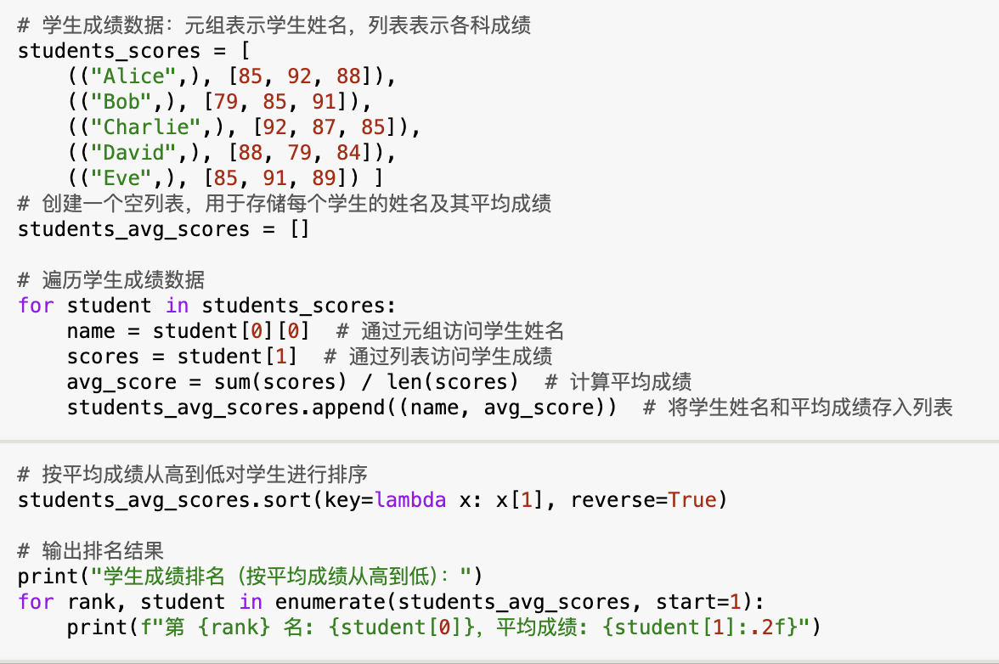 # 学生成绩数据：元组表示学生姓名，列表表示各科成绩
students_scores = [
    (("Alice",), [85, 92, 88]),
    (("Bob",), [79, 85, 91]),
    (("Charlie",), [92, 87, 85]),
    (("David",), [88, 79, 84]),
    (("Eve",), [85, 91, 89]) ]
# 创建一个空列表，用于存储每个学生的姓名及其平均成绩
students_avg_scores = []

# 遍历学生成绩数据
for student in students_scores:
    name = student[0][0]  # 通过元组访问学生姓名
    scores = student[1]  # 通过列表访问学生成绩
    avg_score = sum(scores) / len(scores)  # 计算平均成绩
    students_avg_scores.append((name, avg_score))  # 将学生姓名和平均成绩存入列表

# 按平均成绩从高到低对学生进行排序
students_avg_scores.sort(key=lambda x: x[1], reverse=True)

# 输出排名结果
print("学生成绩排名（按平均成绩从高到低）：")
for rank, student in enumerate(students_avg_scores, start=1):
    print(f"第 {rank} 名: {student[0]}，平均成绩: {student[1]:.2f}")